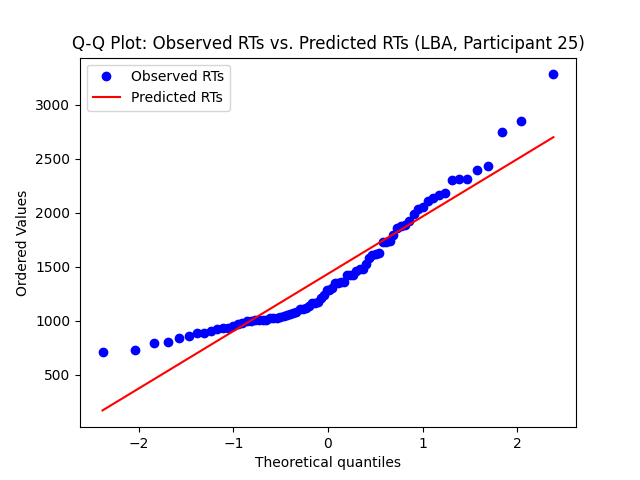 Q-Q Plot: Observed RTs vs. Predicted RTs (LBA, Participant 25)
Observed RTs
Predicted RTs
Ordered Values
3000
2500
2000
1500
1000
500
−2
−1
0
1
2
Theoretical quantiles